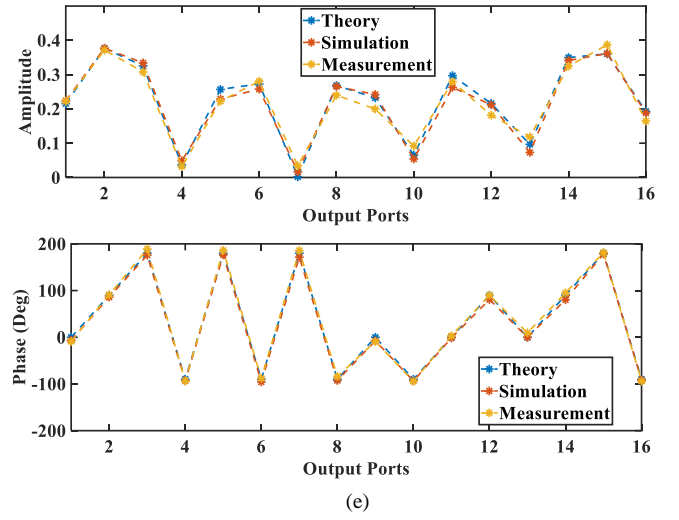 Theory
Simulation
Measurement
Amplitude
0.4
0.3
0.2
0.1
0
2 4 6 8 10 12 14 16
Output Ports
Phase (Deg)
200
100
0
-100
-200
Theory
Simulation
Measurement
2 4 6 8 10 12 14 16
Output Ports
(e)